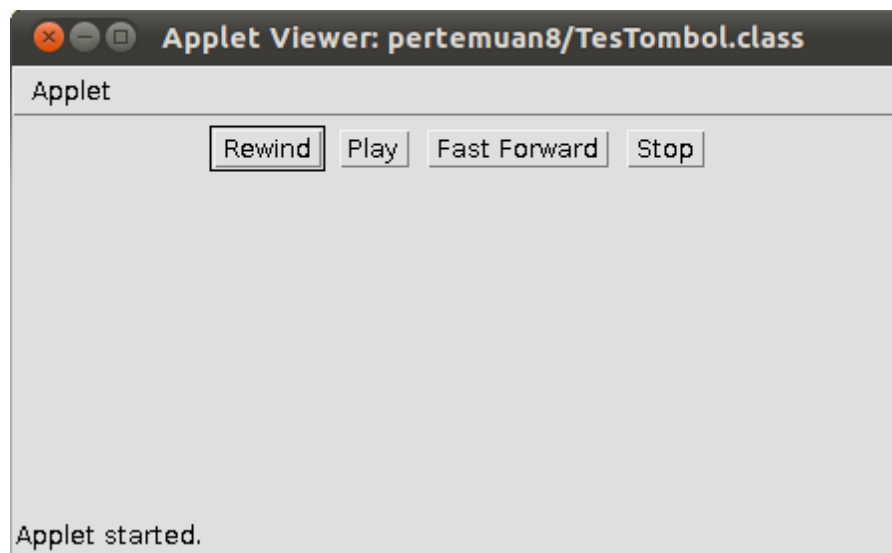 Applet Viewer: pertemuan8/TesTombol.class
Applet
Rewind Play Fast Forward Stop
Applet started.